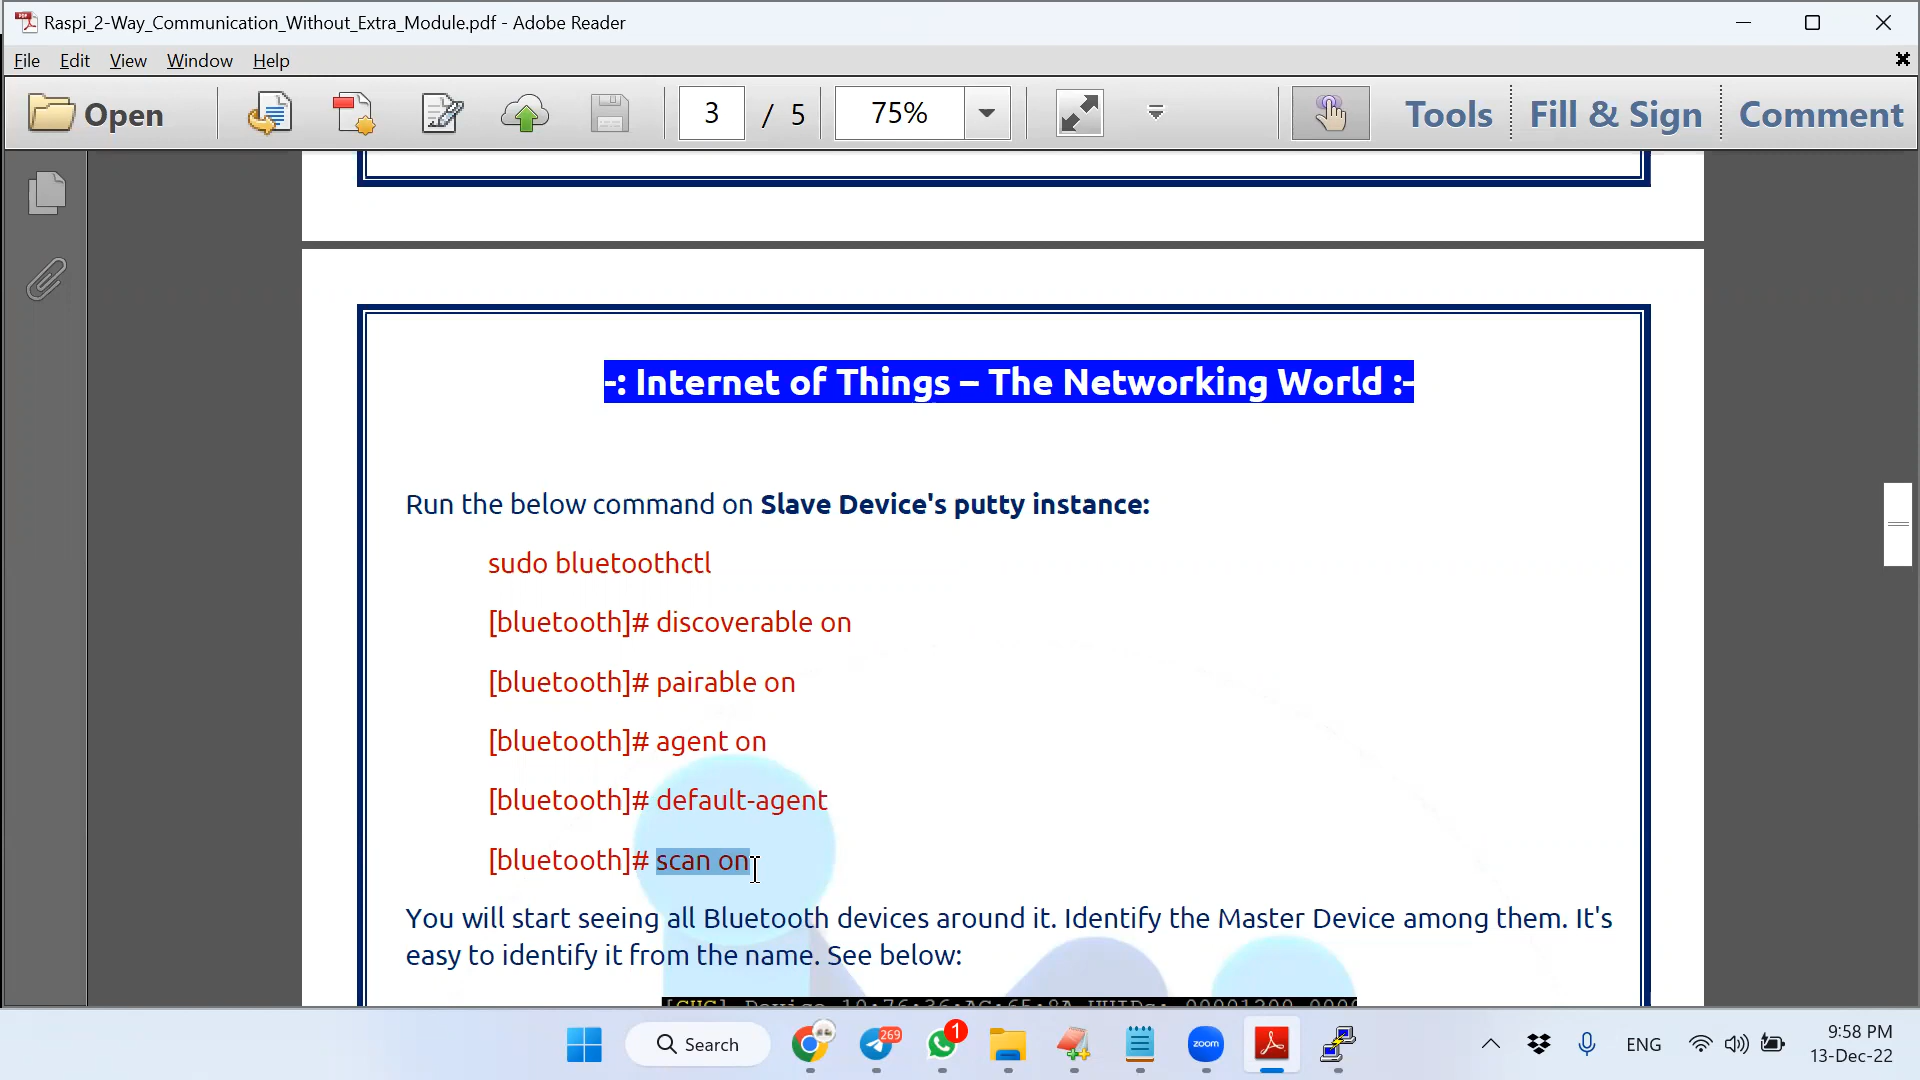 Raspi_2-Way_Communication_Without_Extra_Module.pdf - Adobe Reader
File Edit View Window Help
Open 3 / 5 75% Tools Fill & Sign Comment
-: Internet of Things – The Networking World :-
Run the below command on Slave Device's putty instance:
sudo bluetoothctl
[bluetooth]# discoverable on
[bluetooth]# pairable on
[bluetooth]# agent on
[bluetooth]# default-agent
[bluetooth]# scan on
You will start seeing all Bluetooth devices around it. Identify the Master Device among them. It's
easy to identify it from the name. See below:
Search
269
1
zoom
ENG
9:58 PM
13-Dec-22